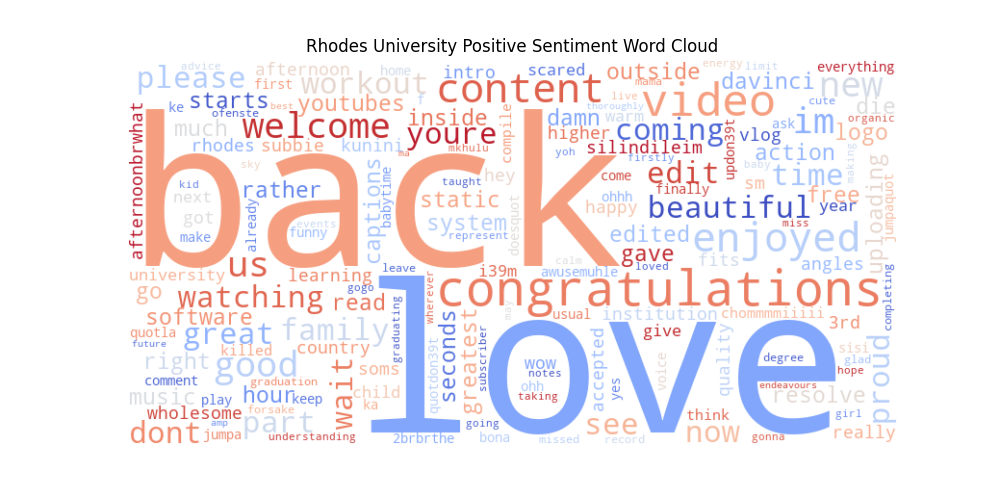 Rhodes University Positive Sentiment Word Cloud
advice
please
afternoon
first
home
workout
intro
scared
content
outside
mama
energy
limit
everything
davinci
new
ke
starts
ofenste
best
youtubes
inside
f
live
thoroughly
video
cute
die
organic
afternoonbrwhat
much
welcome
youre
compile
damn
warm
coming
vlog
ask
im
logo
rhodes
subbie
kunini
ma
mkhulu
higher
silindileim
yoh
firstly
updon39t
action
making
back
sky
kid
next
rather
captions
babytime
taught
hey
come
finally
edit
baby
time
sm
free
uploading
jumpaquot
got
already
funny
events
make
static
system
represent
doesquot
ohhh
happy
beautiful
year
miss
edited
enjoyed
university
us
learning
leave
i39m
calm
awusemuhle
gave
loved
fits
angles
go
watching
gogo
read
wherever
congratulations
completing
software
quotla
future
great
family
graduating
quotdon39t
seconds
subscriber
greatest
may
usual
institution
give
chommmmiiiii
3rd
killed
country
right
good
soms
wait
love
wow
notes
ohh
taking
accepted
yes
voice
quality
degree
sisi
glad
hope
proud
comment
graduation
child
endeavours
resolve
music
play
hour
keep
ka
wholesome
forsake
amp
part
girl
think
dont
jumpa
understanding
2brbrthe
going
bona
missed
see
record
now
gonna
really